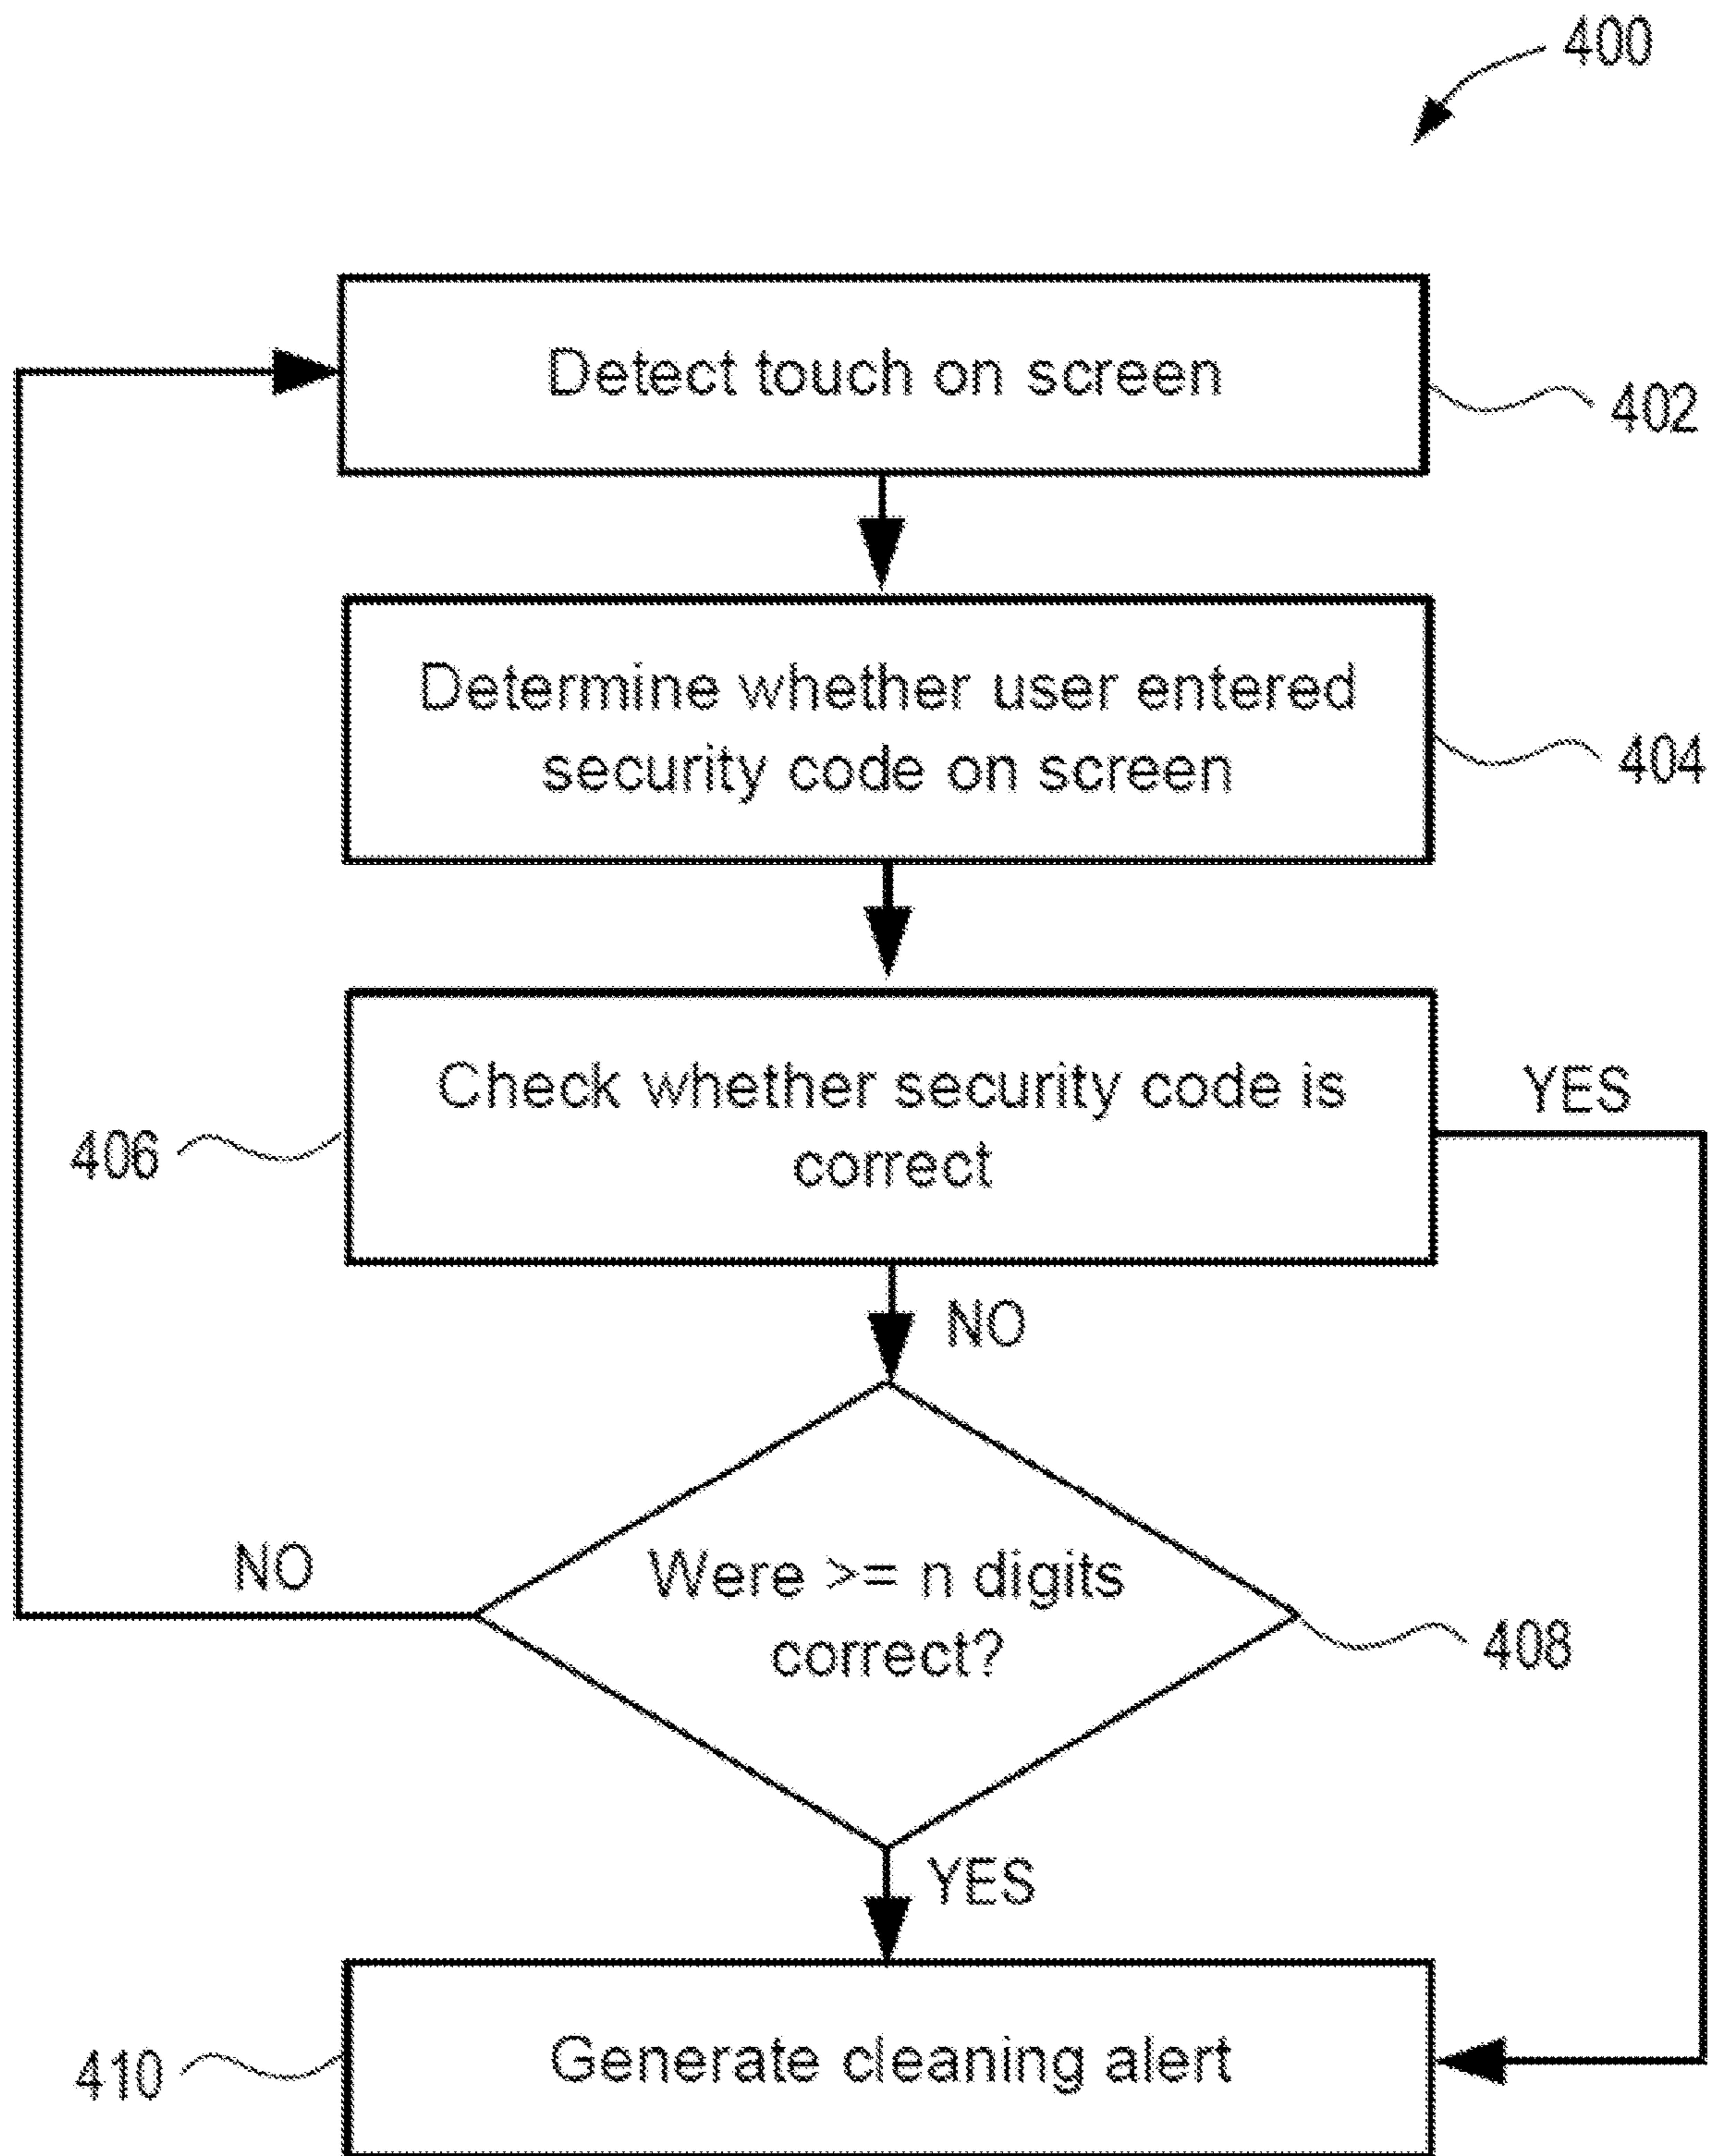 400
Detect touch on screen
402
Determine whether user entered
security code on screen
404
Check whether security code is
correct
YES
406
NO
Were >= n digits
correct?
NO
408
YES
Generate cleaning alert
410